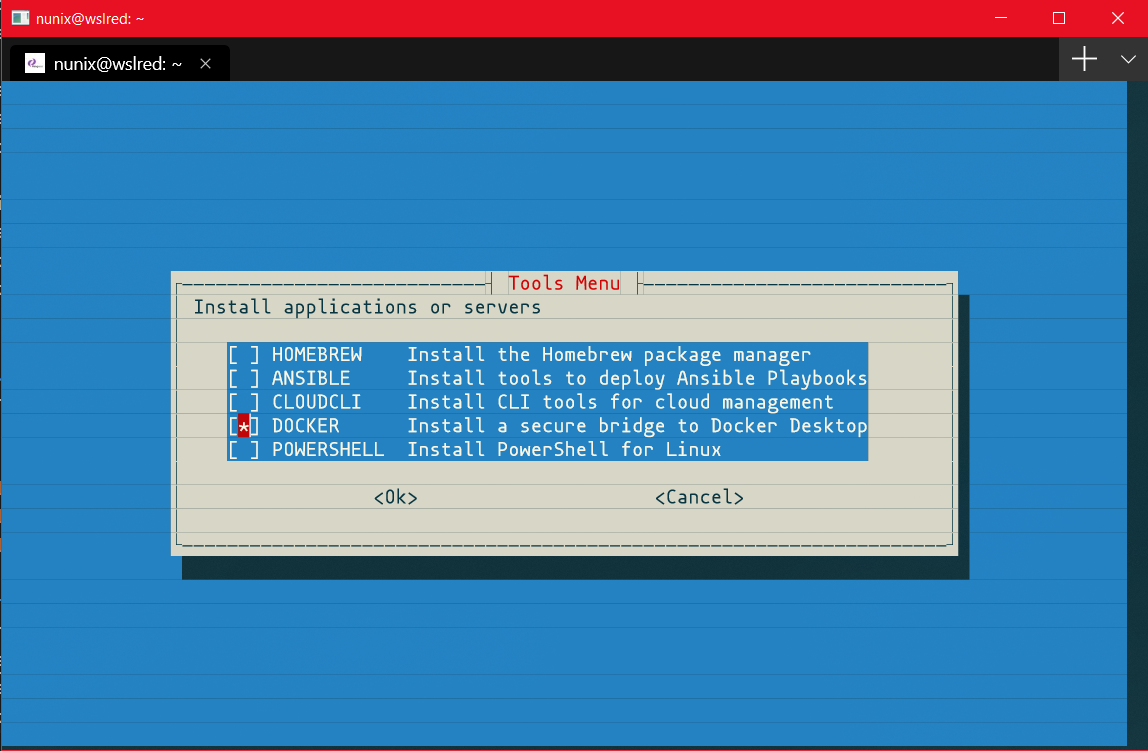 nunix@wslred: ~
nunix@wslred: ~
Tools Menu
Install applications or servers
[ ] HOMEBREW    Install the Homebrew package manager
[ ] ANSIBLE     Install tools to deploy Ansible Playbooks
[ ] CLOUDCLI    Install CLI tools for cloud management
[*] DOCKER      Install a secure bridge to Docker Desktop
[ ] POWERSHELL  Install PowerShell for Linux
<Ok>                     <Cancel>